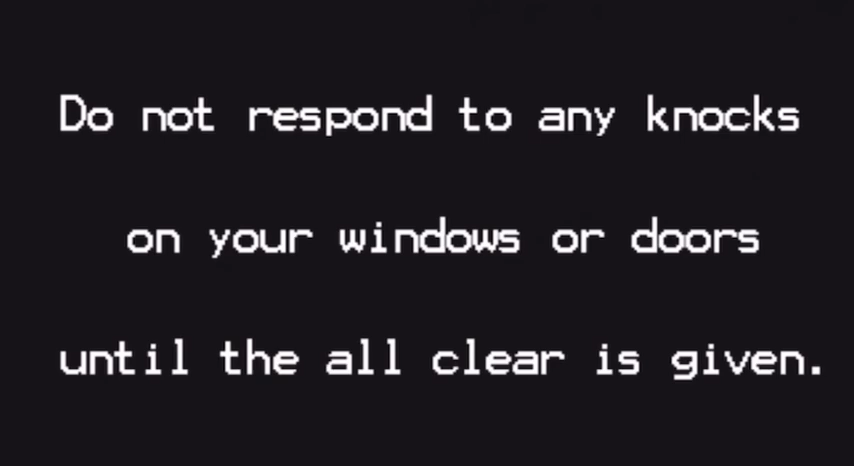 Do not respond to any knocks
on your windows or doors
until the all clear is given.